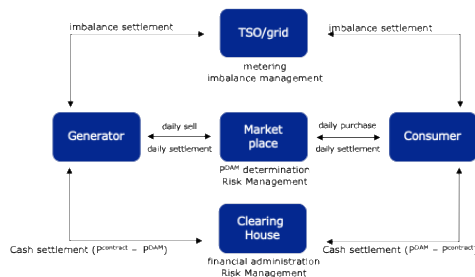 imbalance settlement
TSO/grid
imbalance settlement
metering
imbalance management
Generator
daily sell
daily settlement
Market
place
daily purchase
daily settlement
Consumer
PDAM determination
Risk Management
Clearing
House
Cash settlement (Pcontract – PDAM)
financial administration
Risk Management
Cash settlement (PDAM – Pcontract)